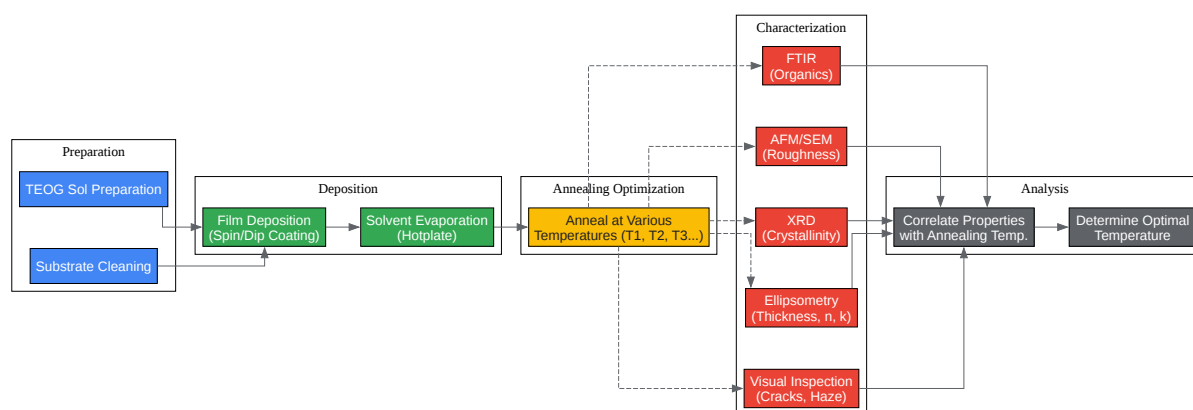 Preparation
TEOG Sol Preparation
Substrate Cleaning
Deposition
Film Deposition
(Spin/Dip Coating)
Solvent Evaporation
(Hotplate)
Annealing Optimization
Anneal at Various
Temperatures (T1, T2, T3...)
Characterization
FTIR
(Organics)
AFM/SEM
(Roughness)
XRD
(Crystallinity)
Ellipsometry
(Thickness, n, k)
Visual Inspection
(Cracks, Haze)
Analysis
Correlate Properties
with Annealing Temp.
Determine Optimal
Temperature